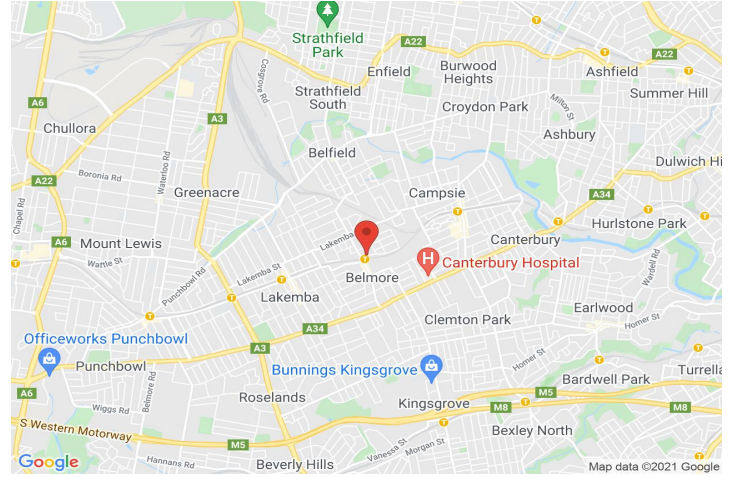 Strathfield
Park
A22
A22
Burwood
Heights
Enfield
Ashfield
Cosgrove Rd
Strathfield
South
Summer Hill
A6
Croydon Park
Milton St
A3
Chullora
Ashbury
Belfield
Waterloo Rd
Dulwich Hi
Boronia Rd
A22
Greenacre
Campsie
A34
Chapel Rd
Hurlstone Park
Lakemba
A6
Mount Lewis
Canterbury
Wattle St
Punchbowl Rd
Lakemba St
H
Canterbury Hospital
Wardell Rd
Belmore
Lakemba
Earlwood
Clemton Park
Homer St
A34
Officeworks Punchbowl
A3
Homer St
Punchbowl
Bunnings Kingsgrove
Turrella
Bardwell Park
Belmore Rd
A6
M5
Roselands
Wiggs Rd
Kingsgrove
M8
M8
S Western Motorway
Bexley North
M5
Vanessa St
Morgan St
Hannans Rd
Beverly Hills
Google
Map data ©2021 Google